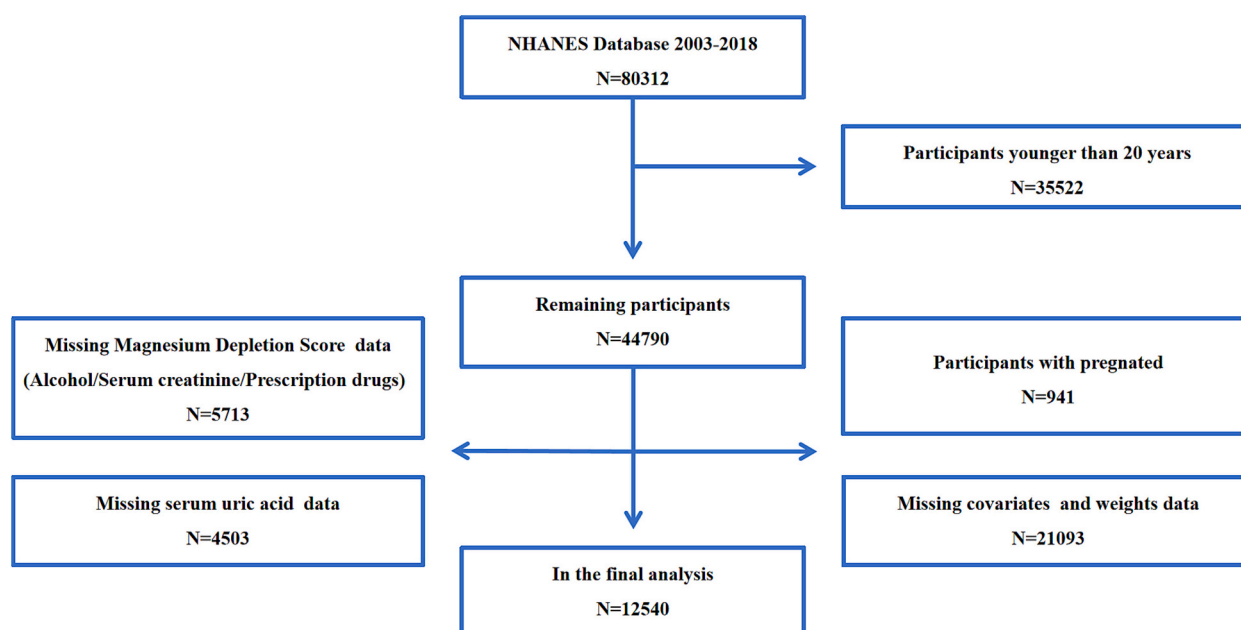 NHANES Database 2003-2018
N=80312
Participants younger than 20 years
N=35522
Remaining participants
N=44790
Missing Magnesium Depletion Score data
(Alcohol/Serum creatinine/Prescription drugs)
N=5713
Participants with pregnated
N=941
Missing serum uric acid data
N=4503
Missing covariates and weights data
N=21093
In the final analysis
N=12540